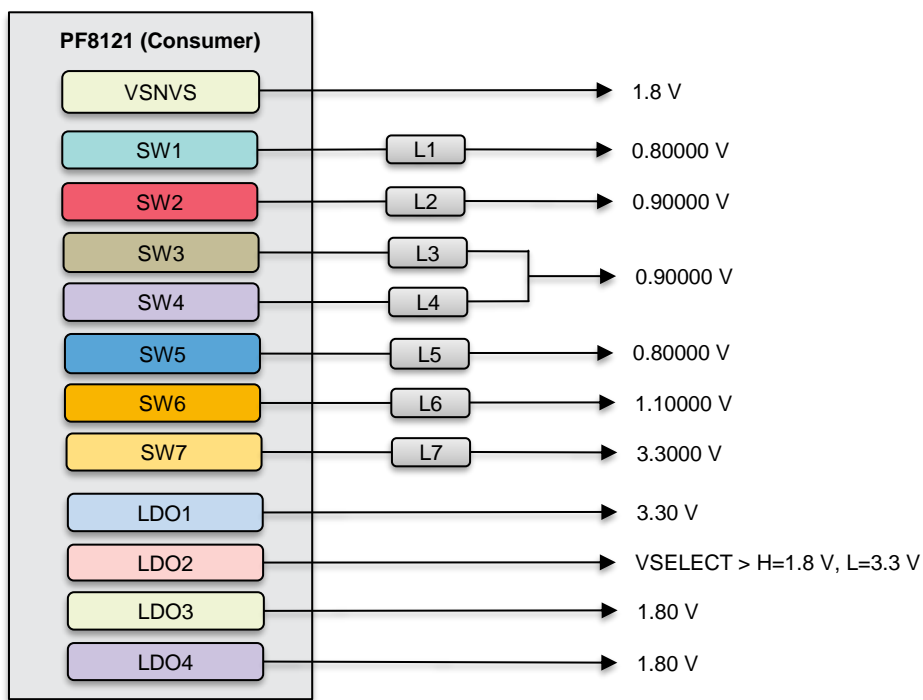 PF8121 (Consumer)
VSNVS 1.8 V
SW1 L1 0.80000 V
SW2 L2 0.90000 V
SW3 L3
0.90000 V
SW4 L4
SW5 L5 0.80000 V
SW6 L6 1.10000 V
SW7 L7 3.3000 V
LDO1 3.30 V
LDO2 VSELECT > H=1.8 V, L=3.3 V
LDO3 1.80 V
LDO4 1.80 V